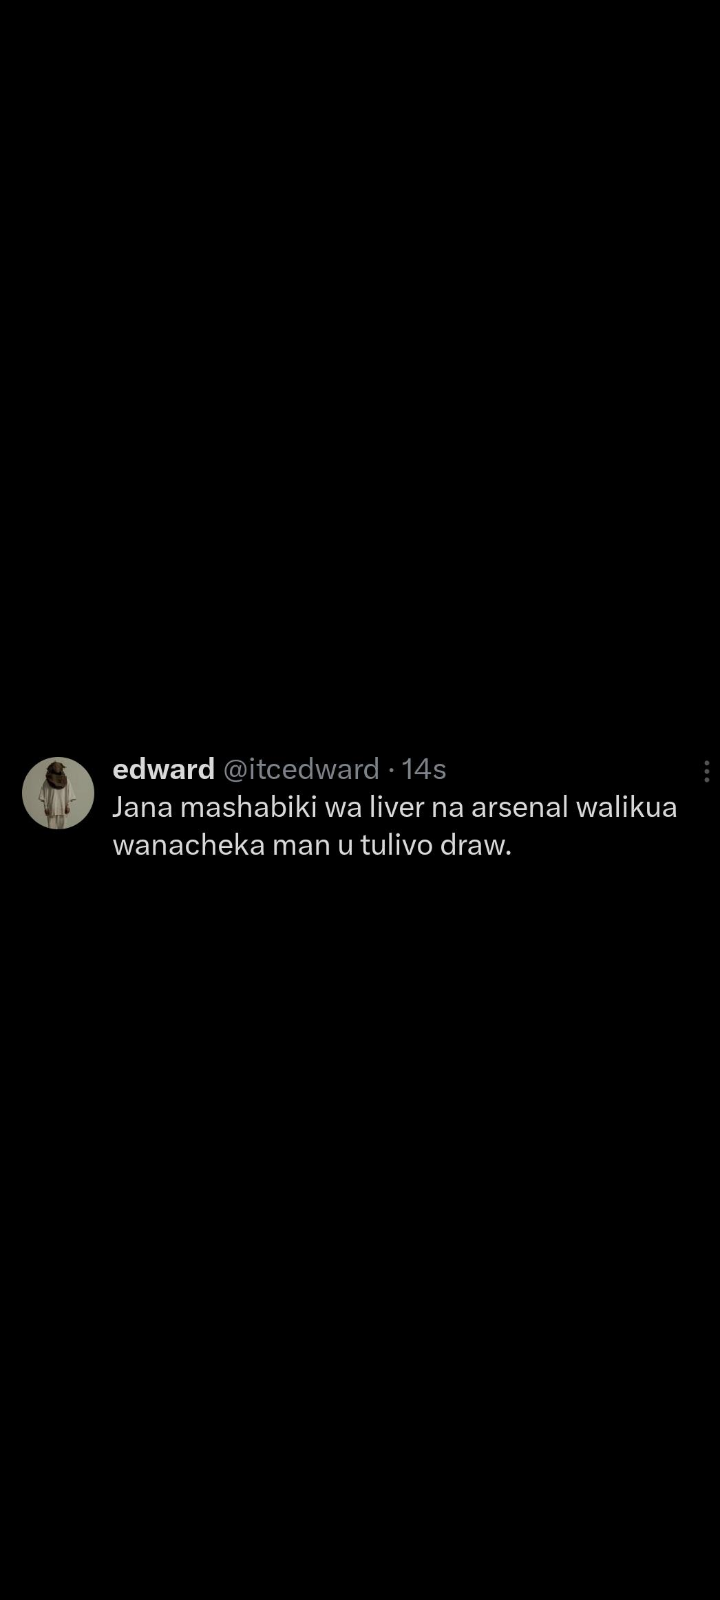 edward @itcedward · 14s
Jana mashabiki wa liver na arsenal walikua
wanacheka man u tulivo draw.